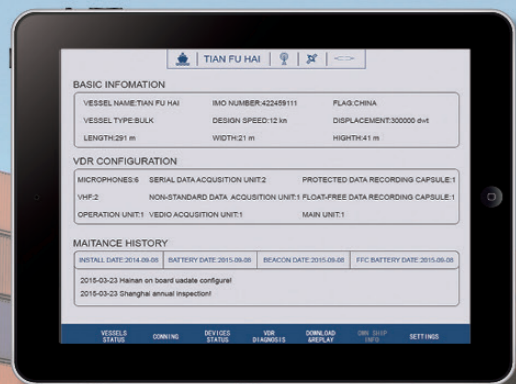 TIAN FU HAI
BASIC INFOMATION
VESSEL NAME:TIAN FU HAI IMO NUMBER:422459111 FLAG:CHINA
VESSEL TYPE:BULK DESIGN SPEED:12 kn DISPLACEMENT:300000 dwt
LENGTH:291 m WIDTH:21 m HIGHTH:41 m
VDR CONFIGURATION
MICROPHONES:6 SERIAL DATA ACQUSITION UNIT:2 PROTECTED DATA RECORDING CAPSULE:1
VHF:2 NON-STANDARD DATA ACQUSITION UNIT:1 FLOAT-FREE DATA RECORDING CAPSULE:1
OPERATION UNIT:1 VEDIO ACQUSITION UNIT:1 MAIN UNIT:1
MAITANCE HISTORY
INSTALL DATE:2014-09-08 BATTERY DATE:2015-09-08 BEACON DATE:2015-09-08 FFC BATTERY DATE:2015-09-08
2015-03-23 Hainan on board uadate configure!
2015-03-23 Shanghai annual inspection!
VESSELS STATUS CONNING DEVICES STATUS VDR DIAGNOSIS DOWNLOAD &REPLAY OWN SHIP INFO SETTINGS